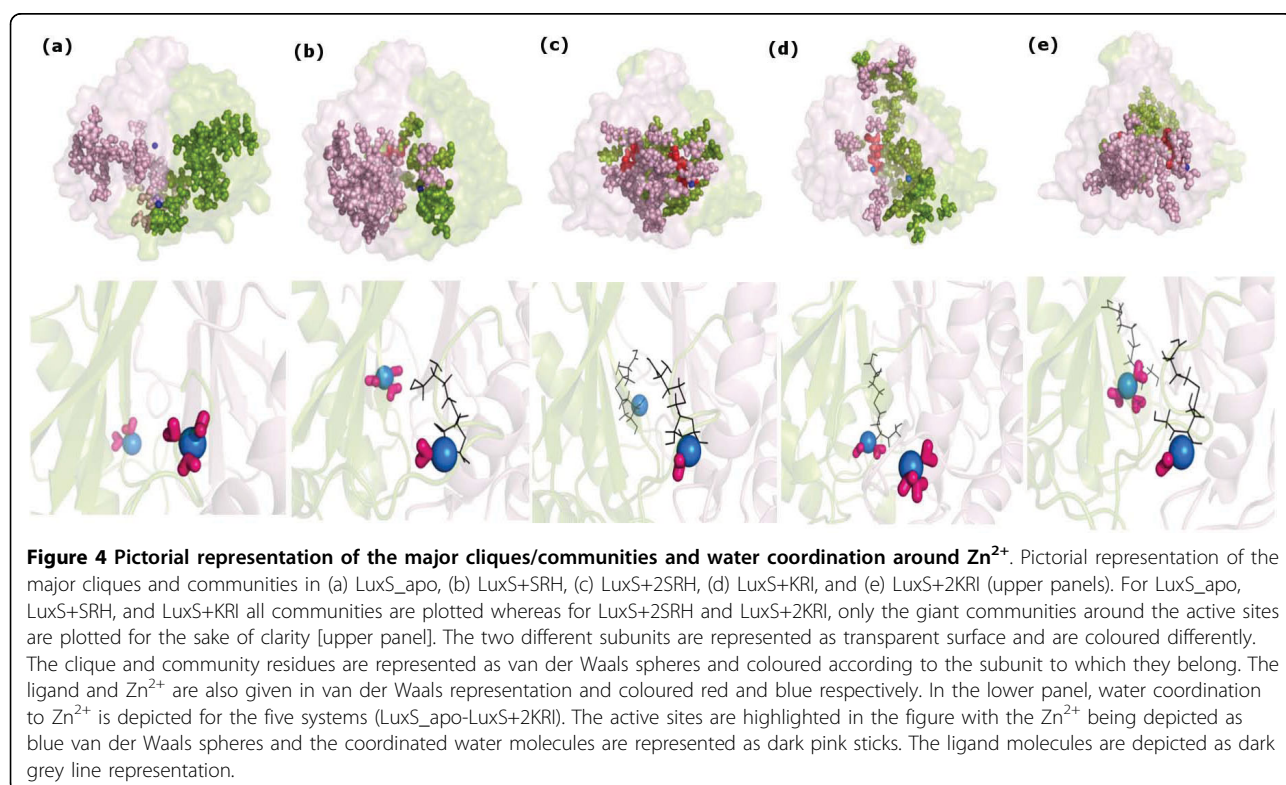 (a) (b) (c) (d) (e)
Figure 4 Pictorial representation of the major cliques/communities and water coordination around Zn²⁺. Pictorial representation of the
major cliques and communities in (a) LuxS_apo, (b) LuxS+SRH, (c) LuxS+2SRH, (d) LuxS+KRI, and (e) LuxS+2KRI (upper panels). For LuxS_apo,
LuxS+SRH, and LuxS+KRI all communities are plotted whereas for LuxS+2SRH and LuxS+2KRI, only the giant communities around the active sites
are plotted for the sake of clarity [upper panel]. The two different subunits are represented as transparent surface and are coloured differently.
The clique and community residues are represented as van der Waals spheres and coloured according to the subunit to which they belong. The
ligand and Zn²⁺ are also given in van der Waals representation and coloured red and blue respectively. In the lower panel, water coordination
to Zn²⁺ is depicted for the five systems (LuxS_apo-LuxS+2KRI). The active sites are highlighted in the figure with the Zn²⁺ being depicted as
blue van der Waals spheres and the coordinated water molecules are represented as dark pink sticks. The ligand molecules are depicted as dark
grey line representation.